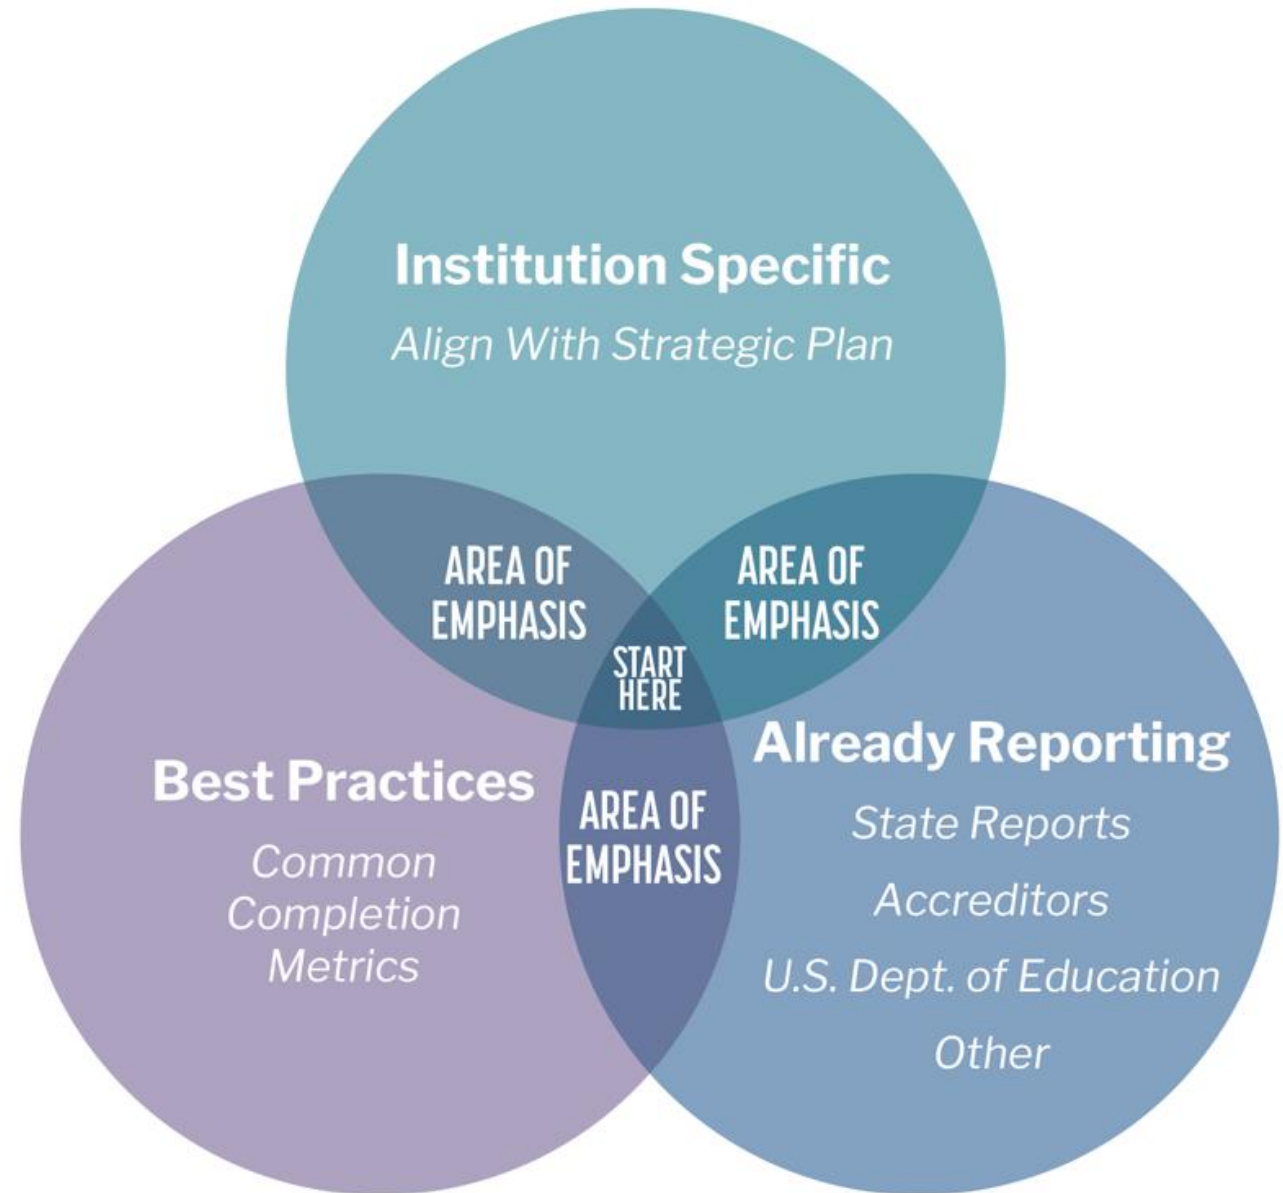 Institution Specific
Align With Strategic Plan
AREA OF
EMPHASIS
AREA OF
EMPHASIS
START
HERE
Best Practices
Common
Completion
Metrics
AREA OF
EMPHASIS
Already Reporting
State Reports
Accreditors
U.S. Dept. of Education
Other